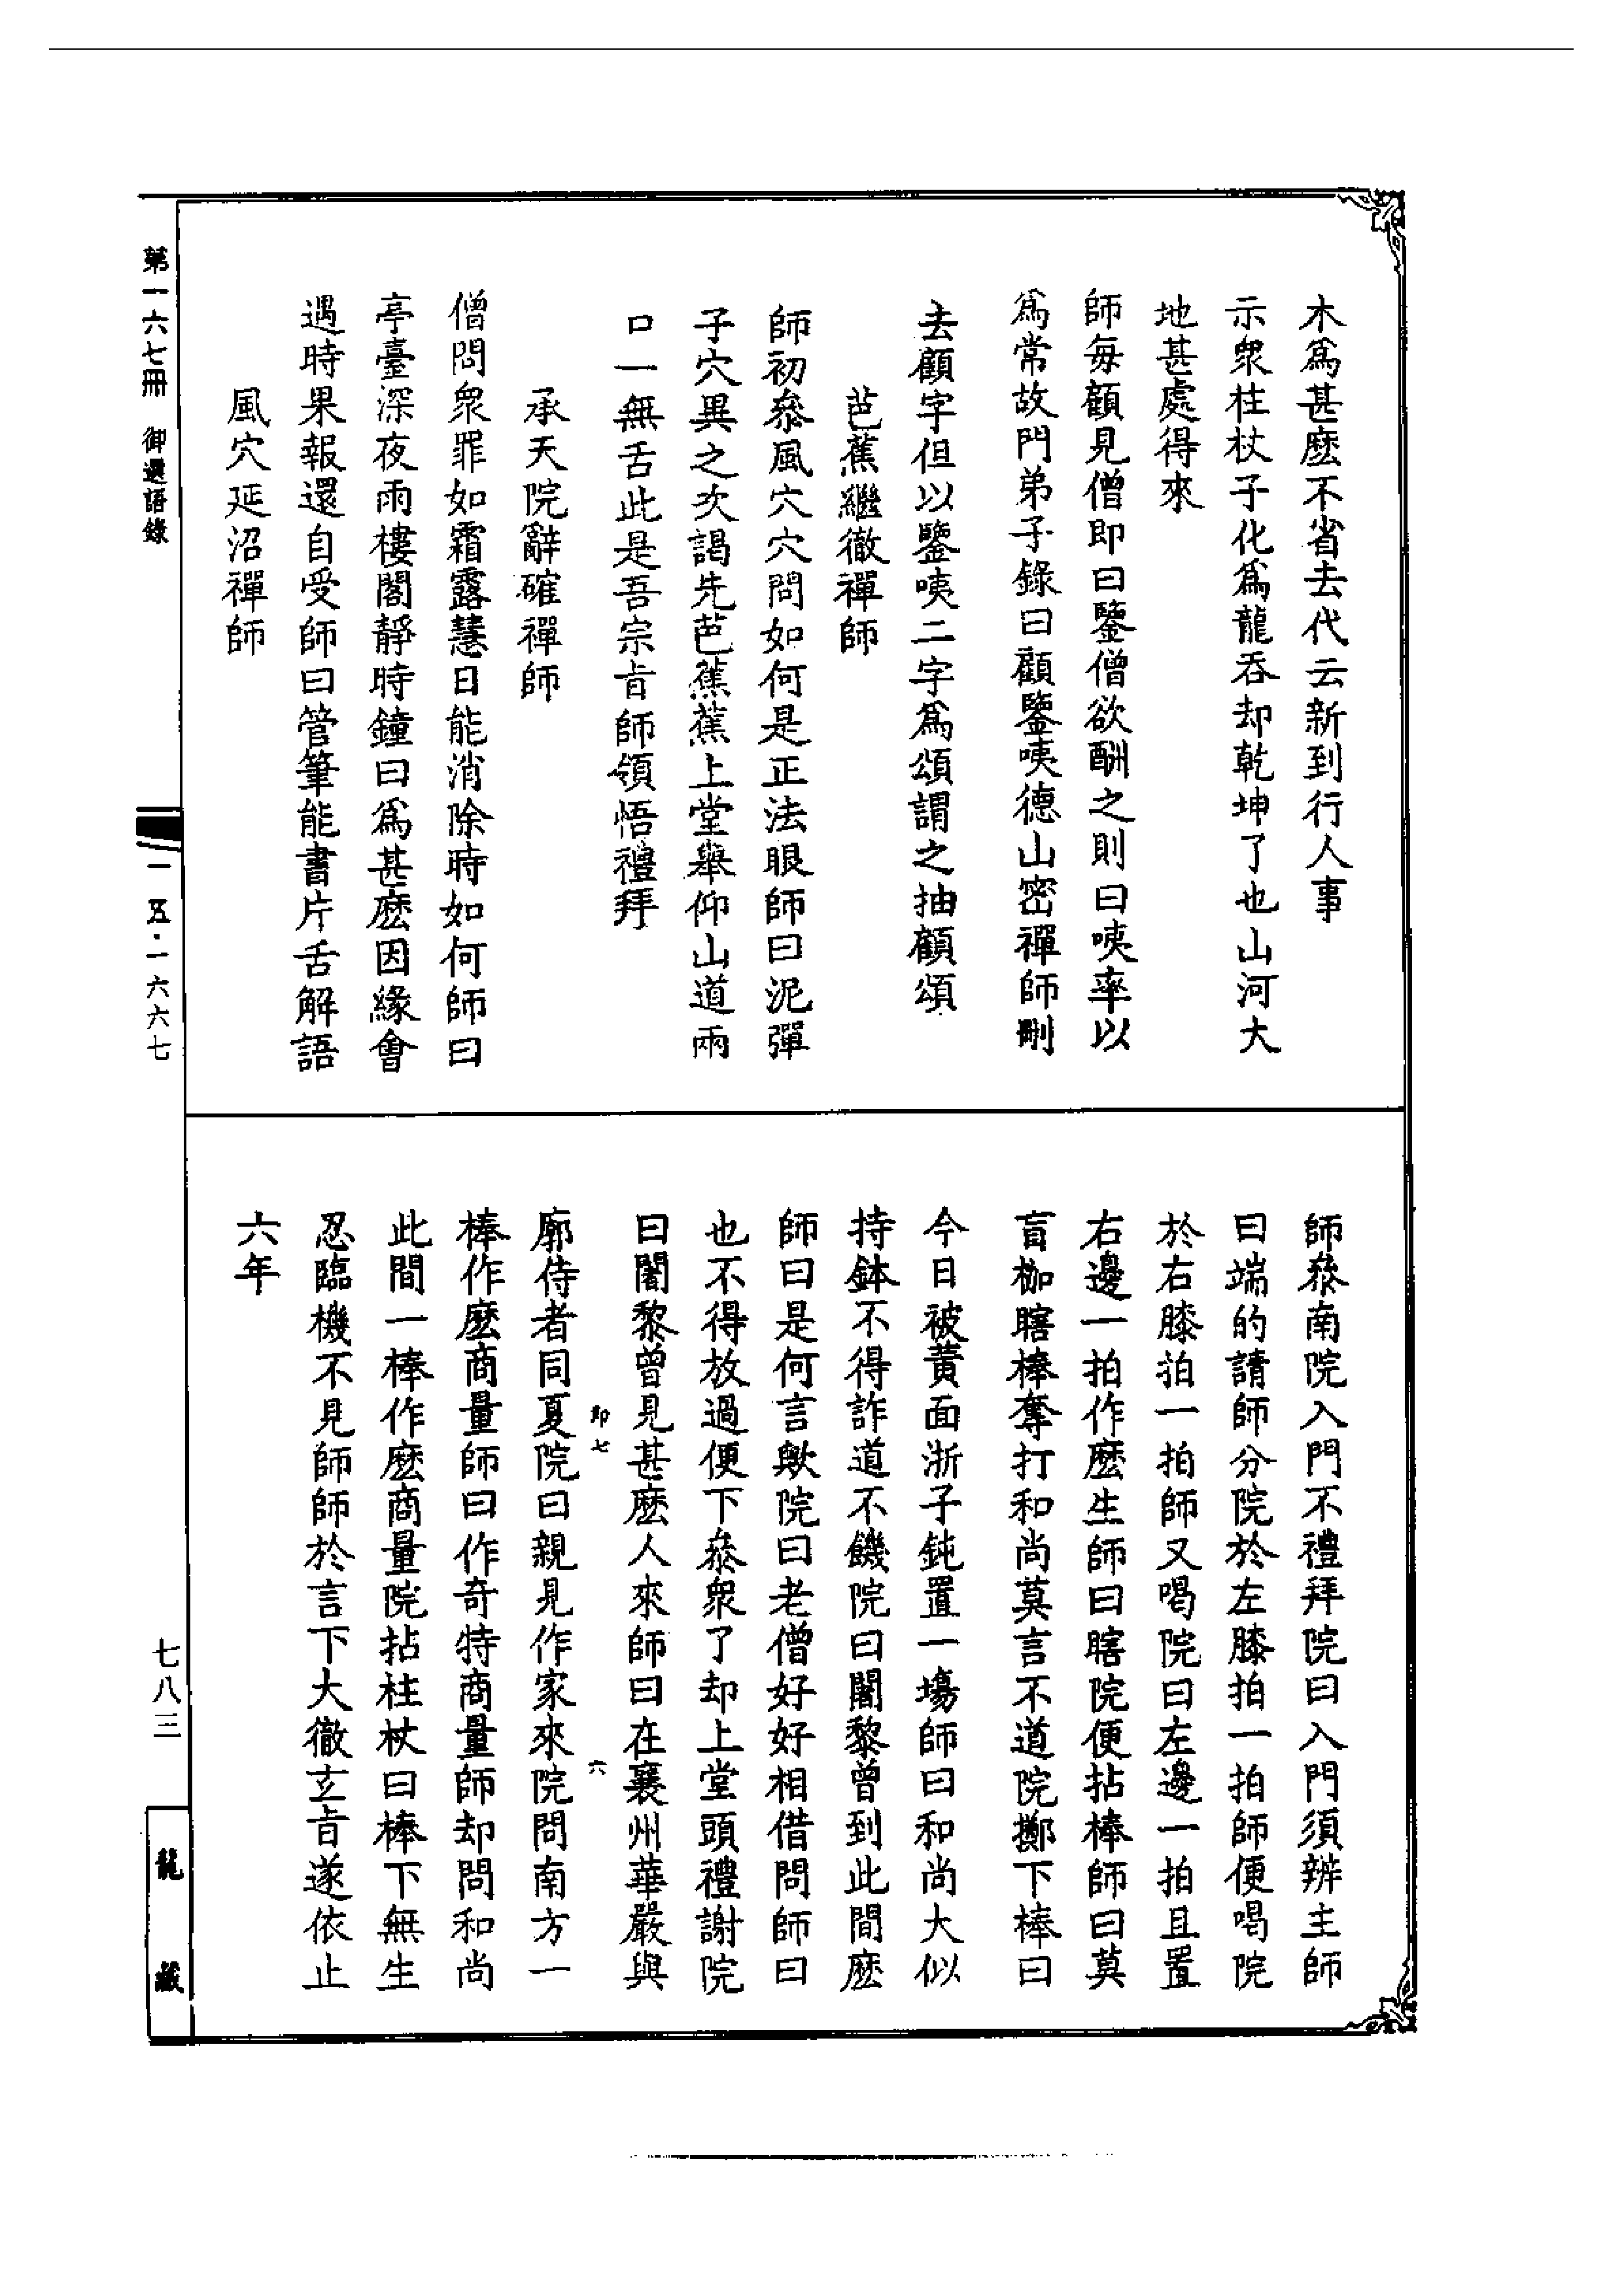 木爲甚麽不省去代云新到行人事
示衆柱杖子化爲龍吞却乾坤了也山河大
地甚處得來
師每顧見僧即曰鑒僧欲酬之則曰咦率以
爲常故門弟子錄曰顧鑒咦德山密禪師刪
去顧字但以鑒咦二字爲頌謂之抽顧頌
芭蕉繼徹禪師
師初叅風穴穴問如何是正法眼師曰泥彈
子穴異之次謁先芭蕉蕉上堂舉仰山道兩
口一無舌此是吾宗旨師領悟禮拜
承天院辭確禪師
僧問衆罪如霜露慧日能消除時如何師曰
亭臺深夜雨樓閣靜時鐘曰爲甚麽因緣會
遇時果報還自受師曰管筆能書片舌解語
風穴延沼禪師
師叅南院入門不禮拜院曰入門須辨主師
曰端的請師分院於左膝拍一拍師便喝院
於右膝拍一拍師又喝院曰左邊一拍且置
右邊一拍作麽生師曰瞎院便拈棒師曰莫
盲枷瞎棒奪打和尚莫言不道院擲下棒曰
今日被黃面浙子鈍置一塲師曰和尚大似
持鉢不得詐道不饑院曰闍黎曾到此間麽
師曰是何言歟院曰老僧好好相借問師曰
也不得放過便下叅衆了却上堂頭禮謝院
曰闍黎曾見甚麽人來師曰在襄州華嚴與
卽七 六
廓侍者同夏院曰親見作家來院問南方一
棒作麽商量師曰作奇特商量師却問和尚
此間一棒作麽商量院拈柱杖曰棒下無生
忍臨機不見師師於言下大徹玄旨遂依止
六年
第一六七冊 御選語錄
一五·一六六七
七八三
龍藏